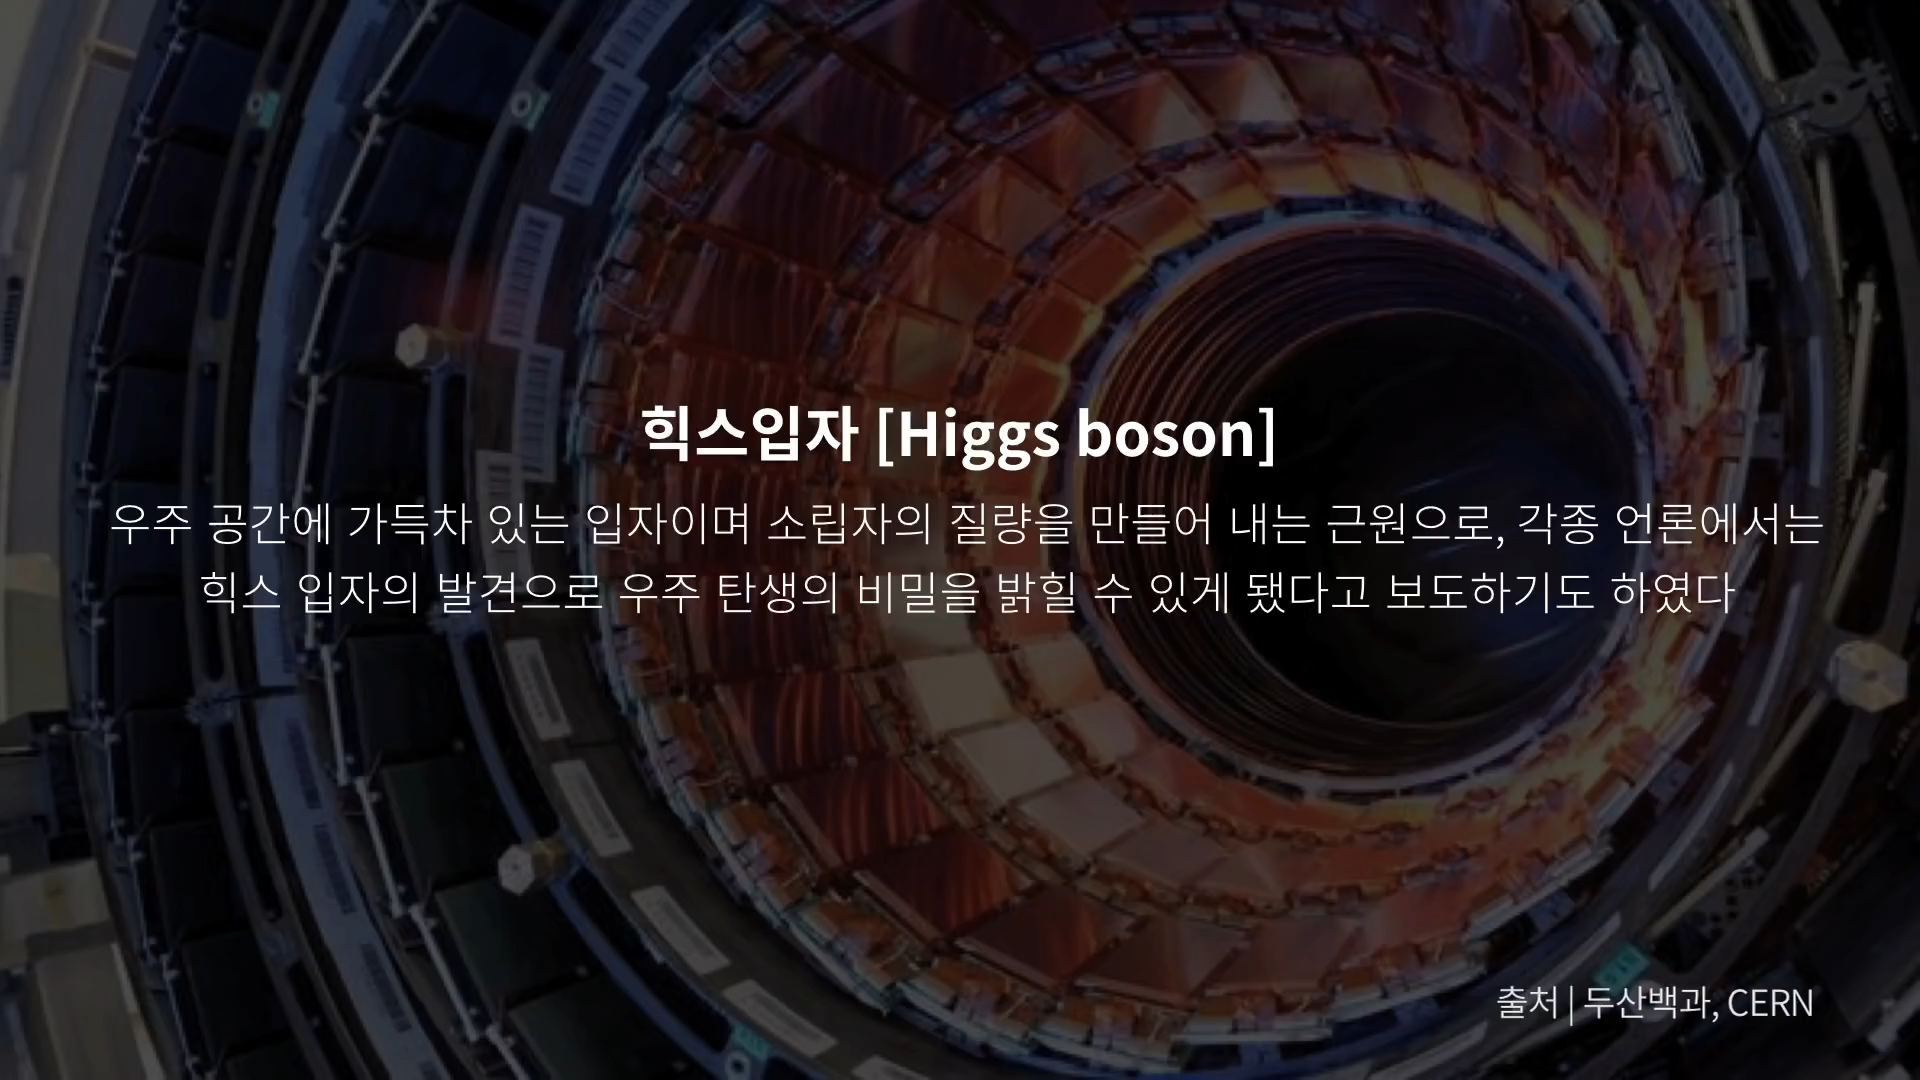 힉스입자 [Higgs boson]
우주 공간에 가득차 있는 입자이며 소립자의 질량을 만들어 내는 근원으로, 각종 언론에서는
힉스 입자의 발견으로 우주 탄생의 비밀을 밝힐 수 있게 됐다고 보도하기도 하였다
출처 | 두산백과, CERN